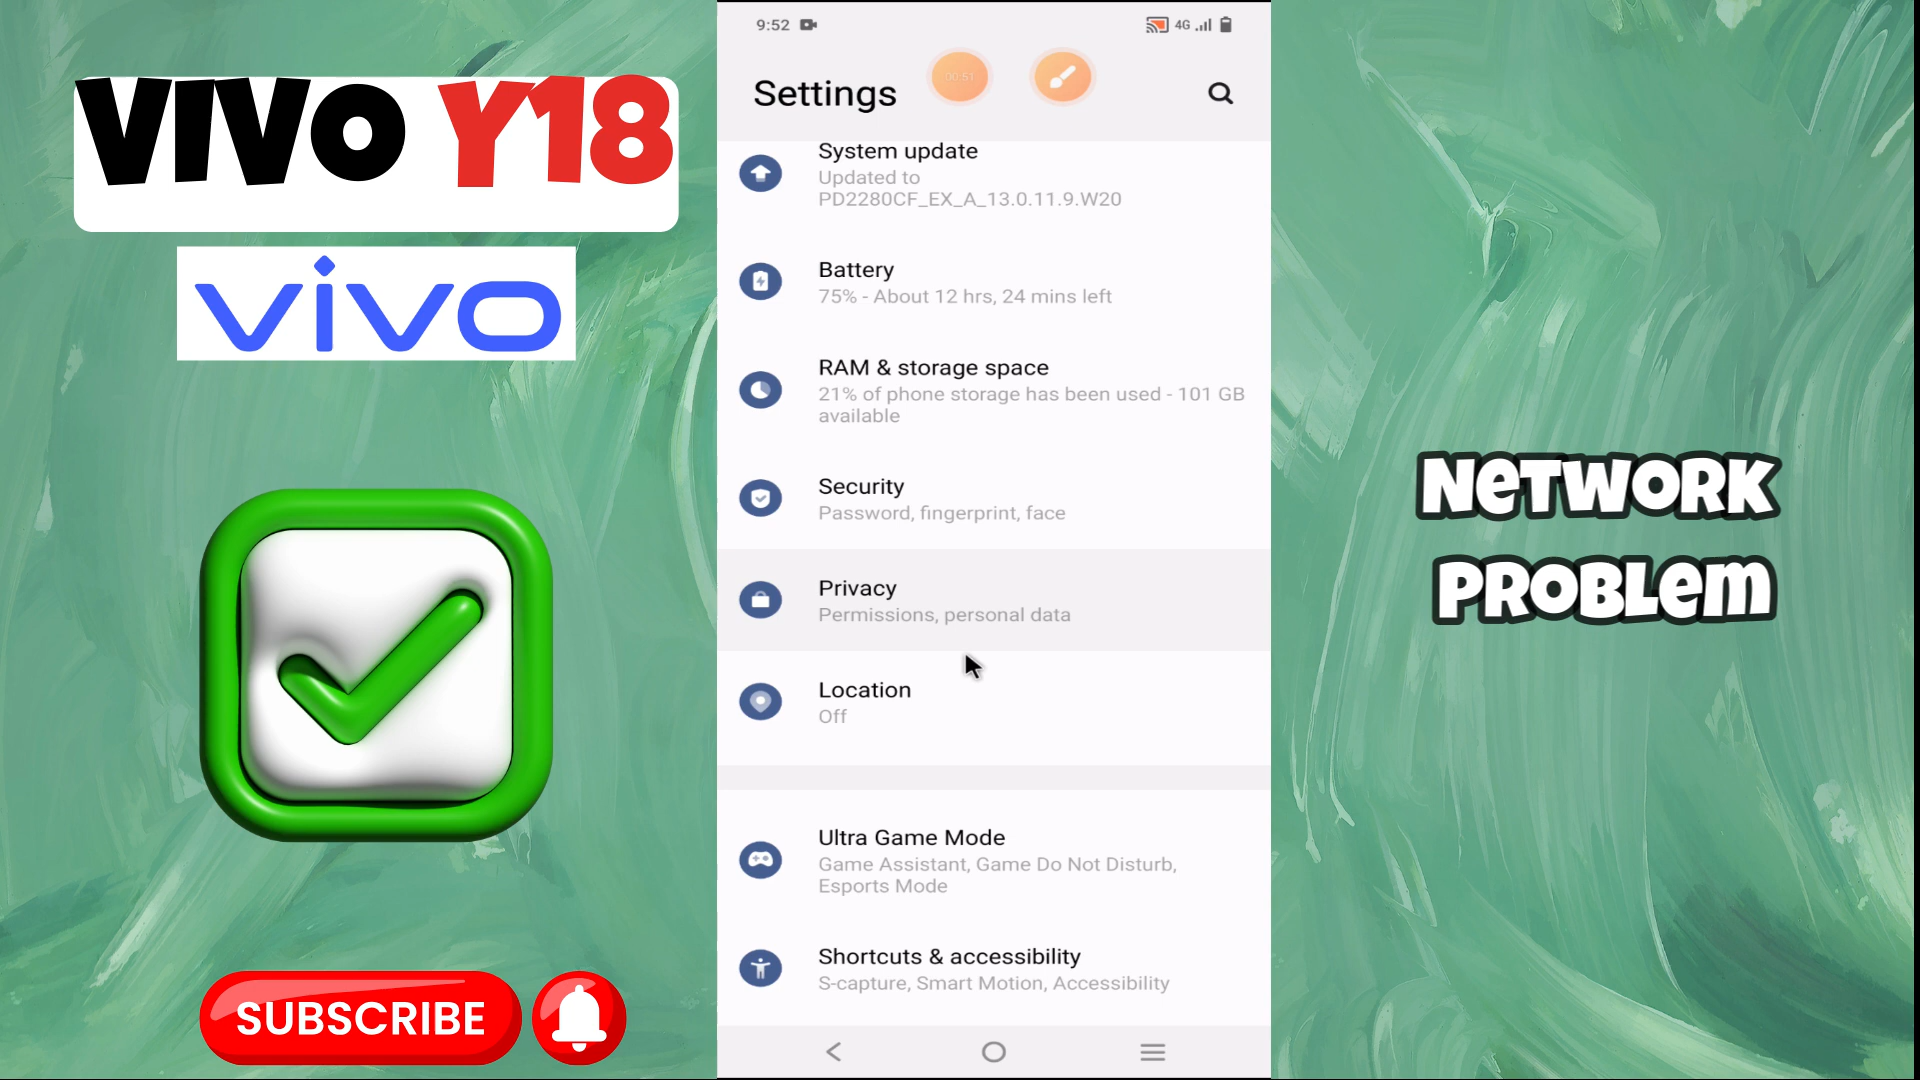 VIVO Y18
vivo
SUBSCRIBE
9:52
4G
Settings
00:51
System update
Updated to
PD2280CF_EX_A_13.0.11.9.W20
Battery
75% - About 12 hrs, 24 mins left
RAM & storage space
21% of phone storage has been used - 101 GB
available
Security
Password, fingerprint, face
Privacy
Permissions, personal data
Location
Off
Ultra Game Mode
Game Assistant, Game Do Not Disturb,
Esports Mode
Shortcuts & accessibility
S-capture, Smart Motion, Accessibility
NETWORK
PROBLEM